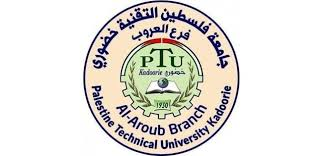 جامعة فلسطين التقنية خضوري
فرع العروب
PTU
Kadoorie خضوري
1930
Al-Aroub Branch
Palestine Technical University Kadoorie